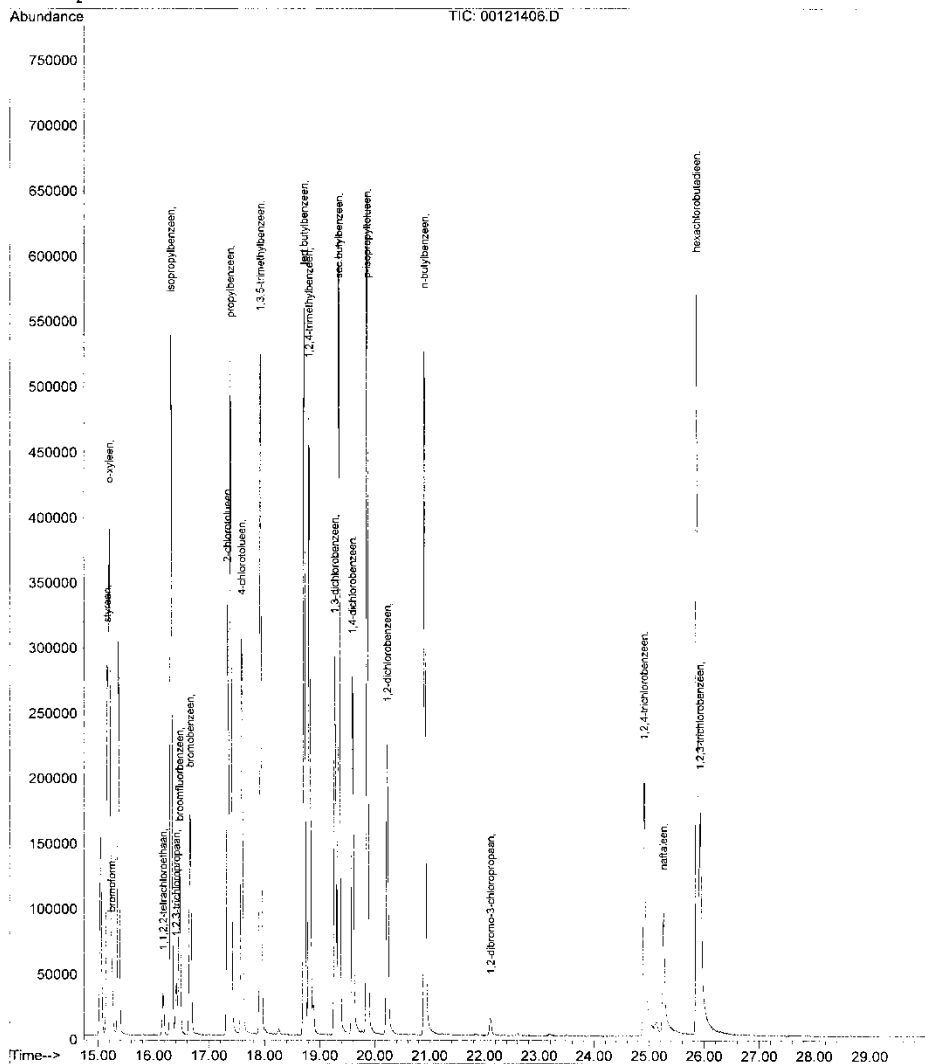 Abundance
TIC: 00121406.D
750000
700000
650000
600000
550000
500000
450000
400000
350000
300000
250000
200000
150000
100000
50000
0
styreen,
o-xyleen,
bromoform,
1,1,2,2-tetrachloroethaan,
isopropylbenzeen,
1,2,3-trichloropropaan,
broomfluorbenzeen,
bromobenzeen,
2-chlorotolueen,
propylbenzeen,
4-chlorotolueen,
1,3,5-trimethylbenzeen,
tert.butylbenzeen,
1,2,4-trimethylbenzeen,
1,3-dichlorobenzeen,
sec.butylbenzeen,
1,4-dichlorobenzeen,
p-isopropyltolueen,
1,2-dichlorobenzeen,
n-butylbenzeen,
1,2-dibromo-3-chloropropaan,
1,2,4-trichlorobenzeen,
naftaleen,
hexachlorobutadieen,
1,2,3-trichlorobenzeen,
Time-->
15.00 16.00 17.00 18.00 19.00 20.00 21.00 22.00 23.00 24.00 25.00 26.00 27.00 28.00 29.00